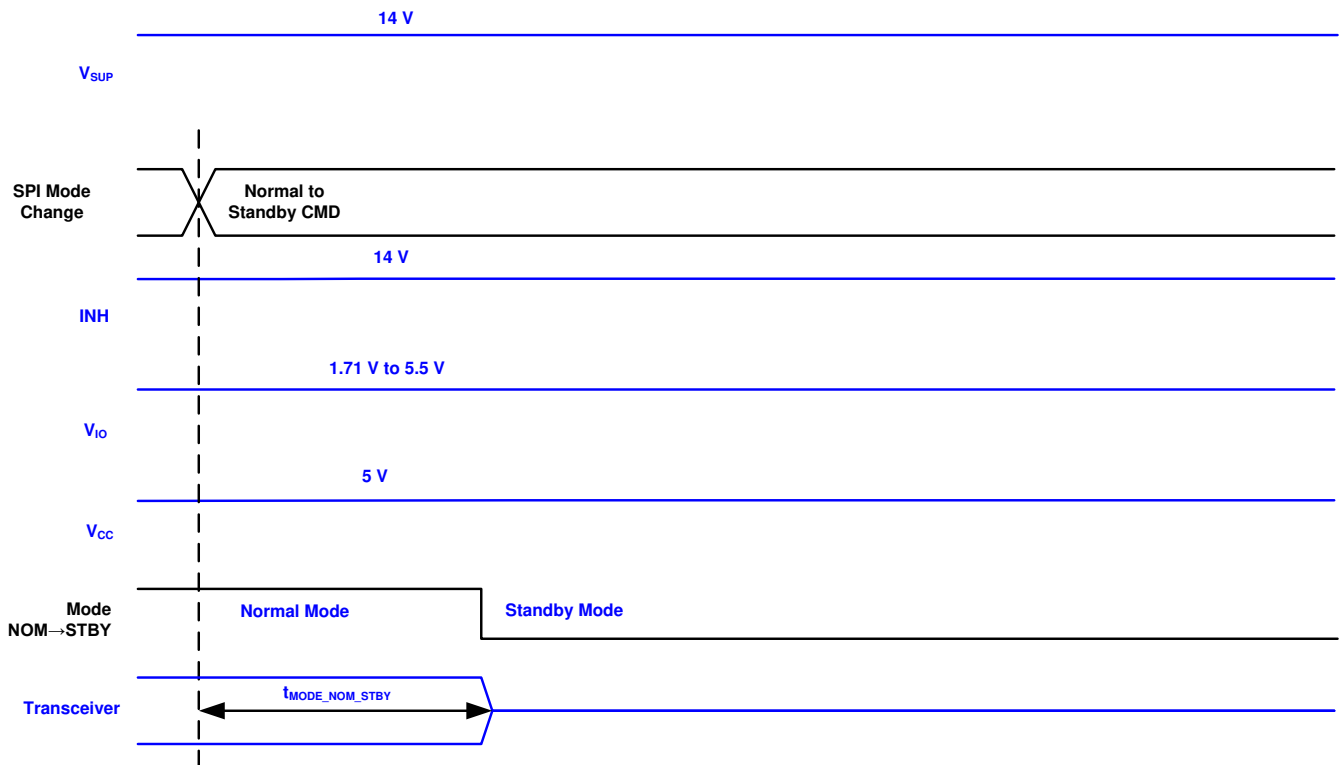 14 V
VSUP
SPI Mode
Change
Normal to
Standby CMD
14 V
INH
1.71 V to 5.5 V
VIO
5 V
VCC
Mode
NOM→STBY
Normal Mode
Standby Mode
Transceiver
tMODE_NOM_STBY